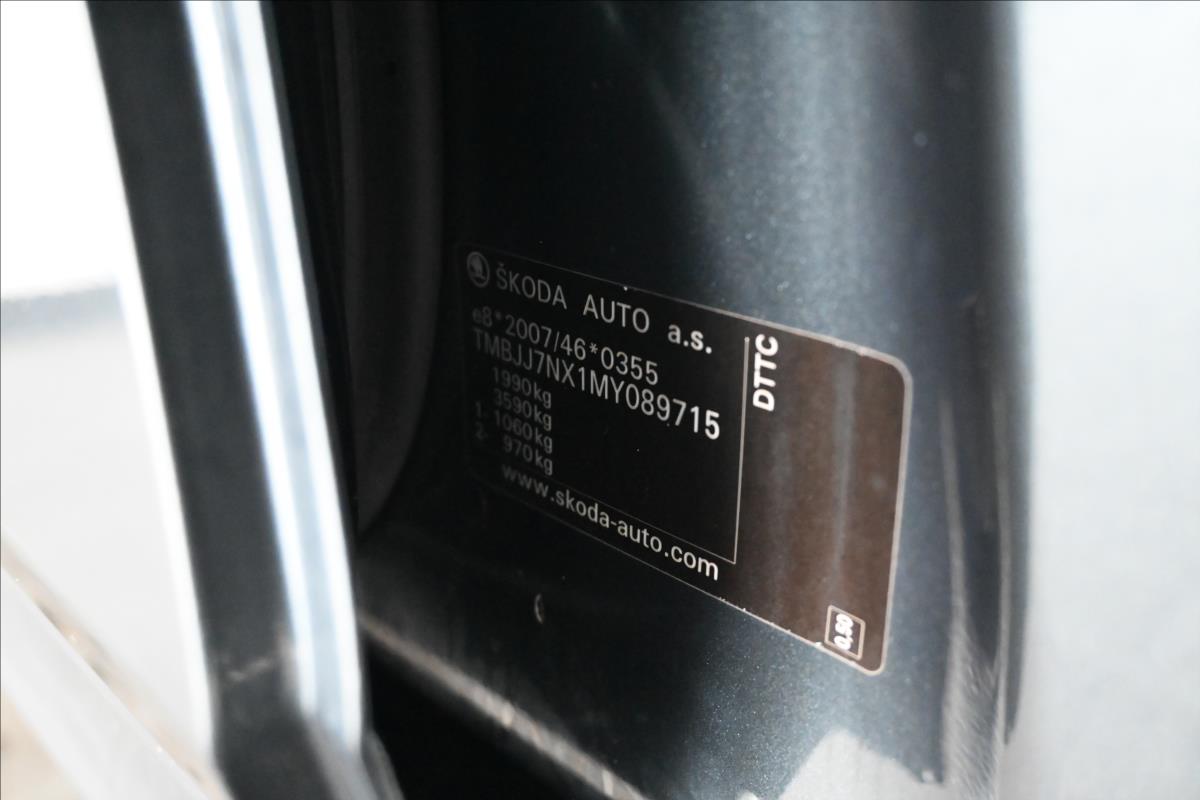 ŠKODA AUTO a.s.
e8*2007/46*0355
TMBJJ7NX1MY089715
1990kg
3590kg
1- 1060kg
2- 970kg
www.skoda-auto.com
DTTC
0.50